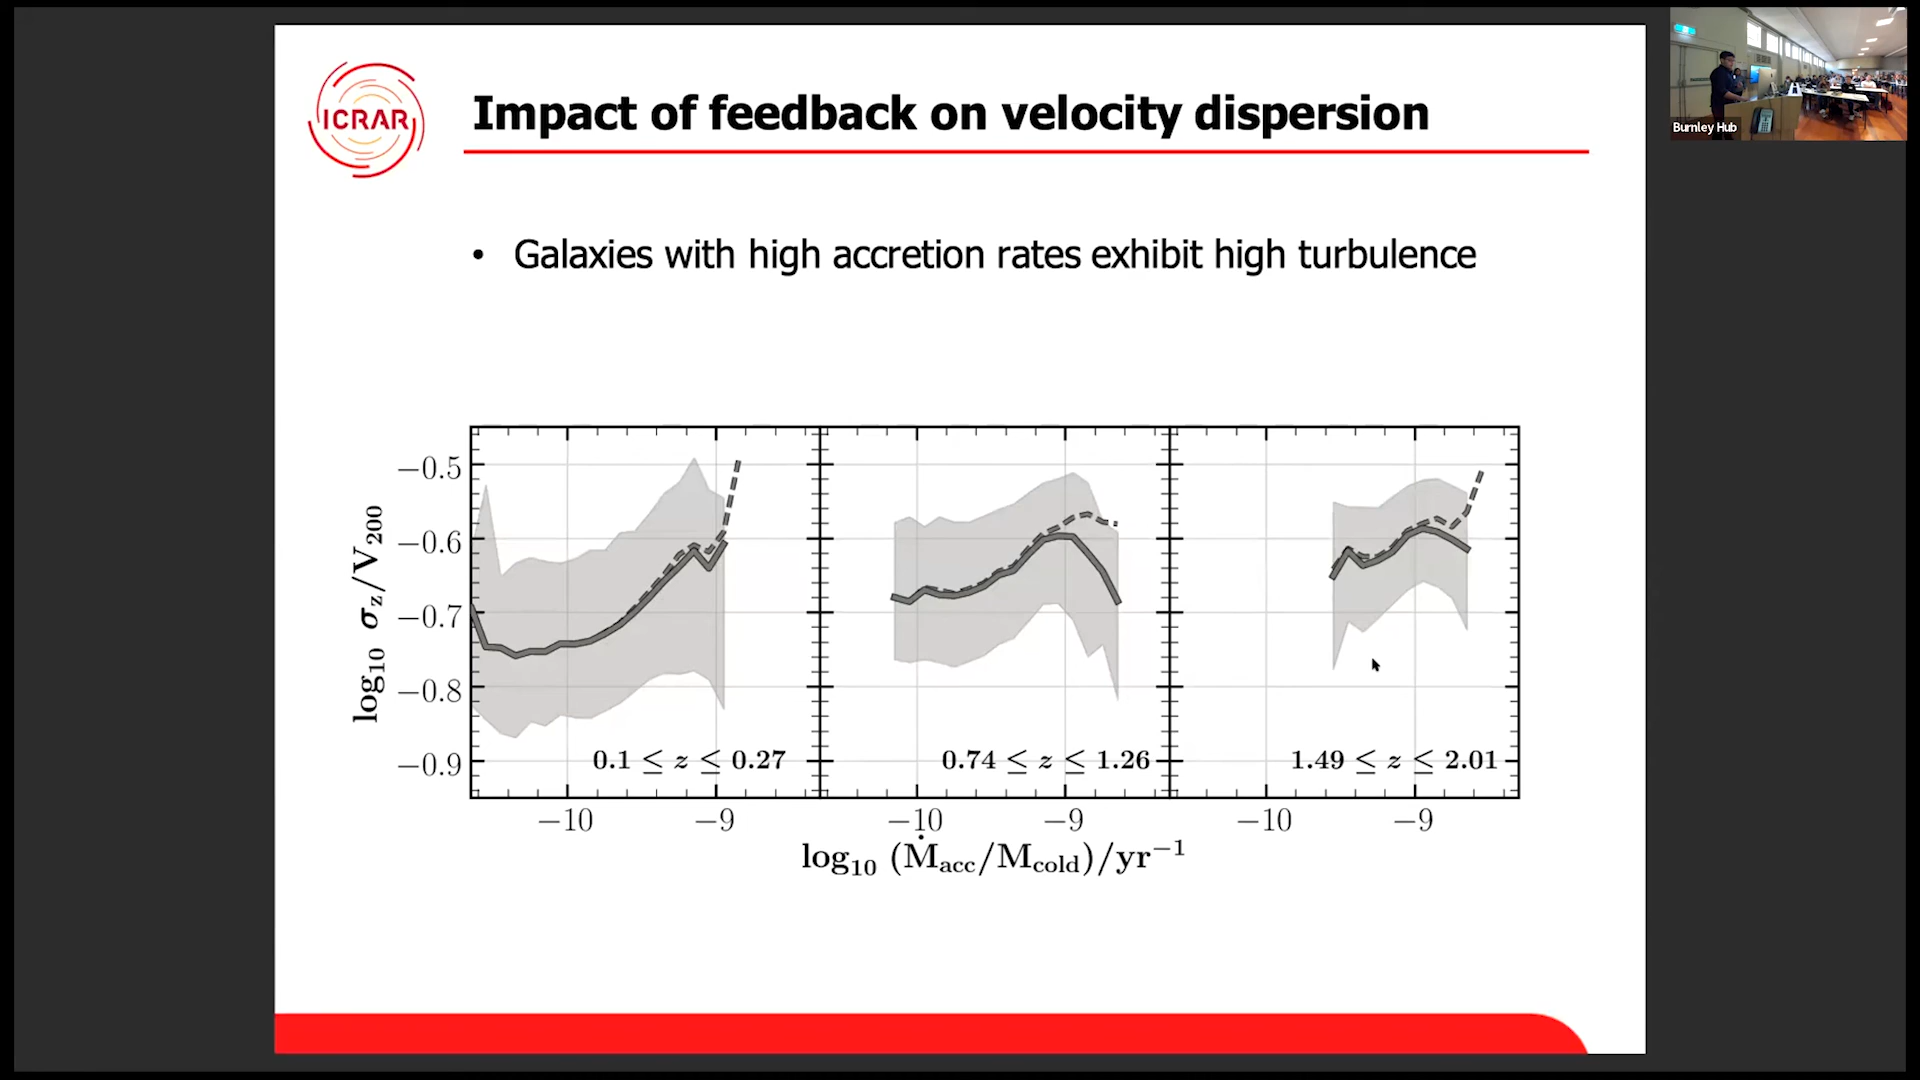 ICRAR
Impact of feedback on velocity dispersion
Burnley Hub
• Galaxies with high accretion rates exhibit high turbulence
log₁₀ σ_z/V₂₀₀
−0.5
−0.6
−0.7
−0.8
−0.9
0.1 ≤ z ≤ 0.27
0.74 ≤ z ≤ 1.26
1.49 ≤ z ≤ 2.01
−10 −9 −10 −9 −10 −9
log₁₀ (Ṁ_acc/M_cold)/yr⁻¹